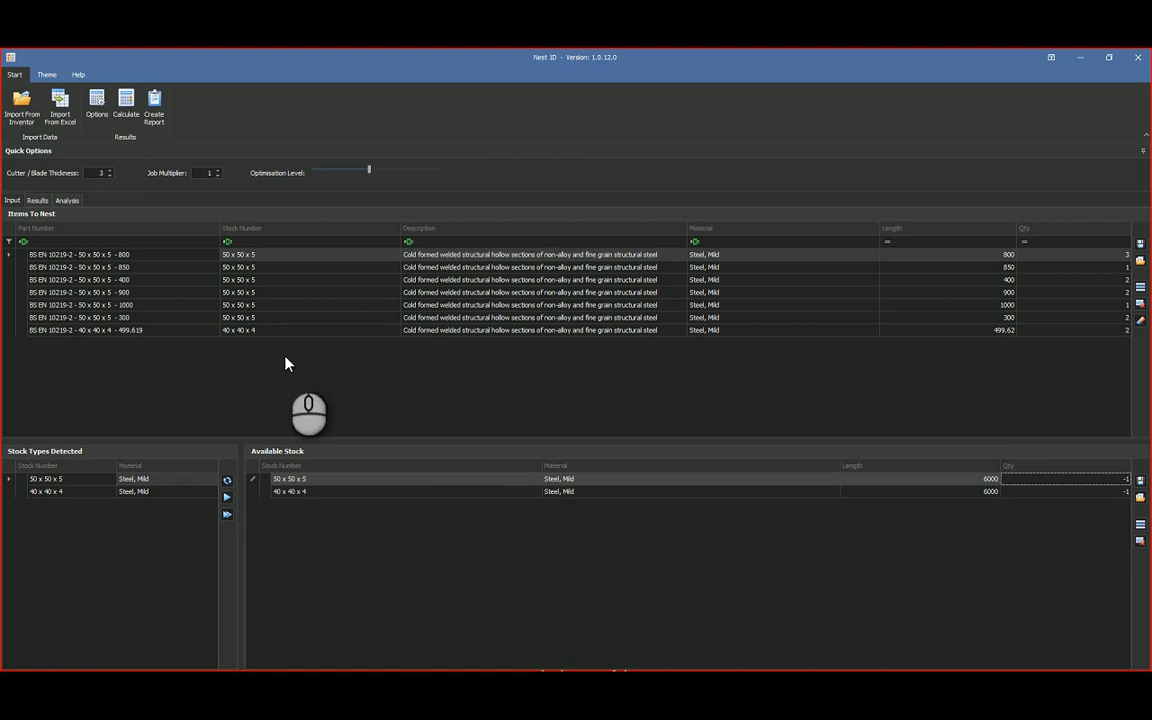 Nest 1D - Version: 1.0.12.0
Start Theme Help
Import From Inventor
Import From Excel
Options
Calculate
Create Report
Import Data
Results
Quick Options
Cutter / Blade Thickness: 3 Job Multiplier: 1 Optimisation Level:
Input Results Analysis
Items To Nest
Part Number Stock Number Description Material Length Qty
= =
BS EN 10219-2 - 50 x 50 x 5 - 800 50 x 50 x 5 Cold formed welded structural hollow sections of non-alloy and fine grain structural steel Steel, Mild 800 3
BS EN 10219-2 - 50 x 50 x 5 - 850 50 x 50 x 5 Cold formed welded structural hollow sections of non-alloy and fine grain structural steel Steel, Mild 850 1
BS EN 10219-2 - 50 x 50 x 5 - 400 50 x 50 x 5 Cold formed welded structural hollow sections of non-alloy and fine grain structural steel Steel, Mild 400 2
BS EN 10219-2 - 50 x 50 x 5 - 900 50 x 50 x 5 Cold formed welded structural hollow sections of non-alloy and fine grain structural steel Steel, Mild 900 2
BS EN 10219-2 - 50 x 50 x 5 - 1000 50 x 50 x 5 Cold formed welded structural hollow sections of non-alloy and fine grain structural steel Steel, Mild 1000 1
BS EN 10219-2 - 50 x 50 x 5 - 300 50 x 50 x 5 Cold formed welded structural hollow sections of non-alloy and fine grain structural steel Steel, Mild 300 2
BS EN 10219-2 - 40 x 40 x 4 - 499.619 40 x 40 x 4 Cold formed welded structural hollow sections of non-alloy and fine grain structural steel Steel, Mild 499.62 2
Stock Types Detected
Stock Number Material
50 x 50 x 5 Steel, Mild
40 x 40 x 4 Steel, Mild
Available Stock
Stock Number Material Length Qty
50 x 50 x 5 Steel, Mild 6000 -1
40 x 40 x 4 Steel, Mild 6000 -1